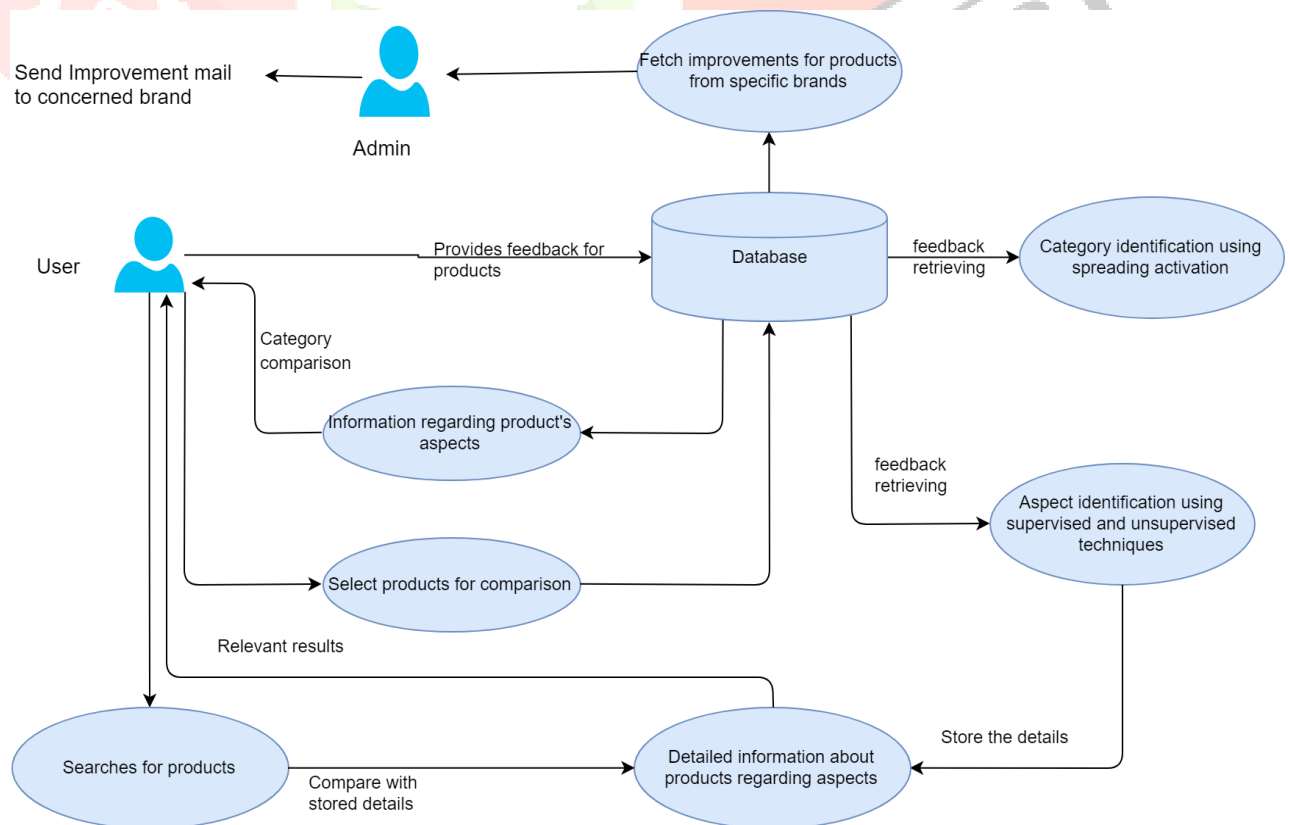 Fetch improvements for products
from specific brands
Send Improvement mail
to concerned brand
Admin
User
Provides feedback for
products
Database
feedback
retrieving
Category identification using
spreading activation
Category
comparison
Information regarding product's
aspects
feedback
retrieving
Aspect identification using
supervised and unsupervised
techniques
Select products for comparison
Relevant results
Store the details
Searches for products
Compare with
stored details
Detailed information about
products regarding aspects